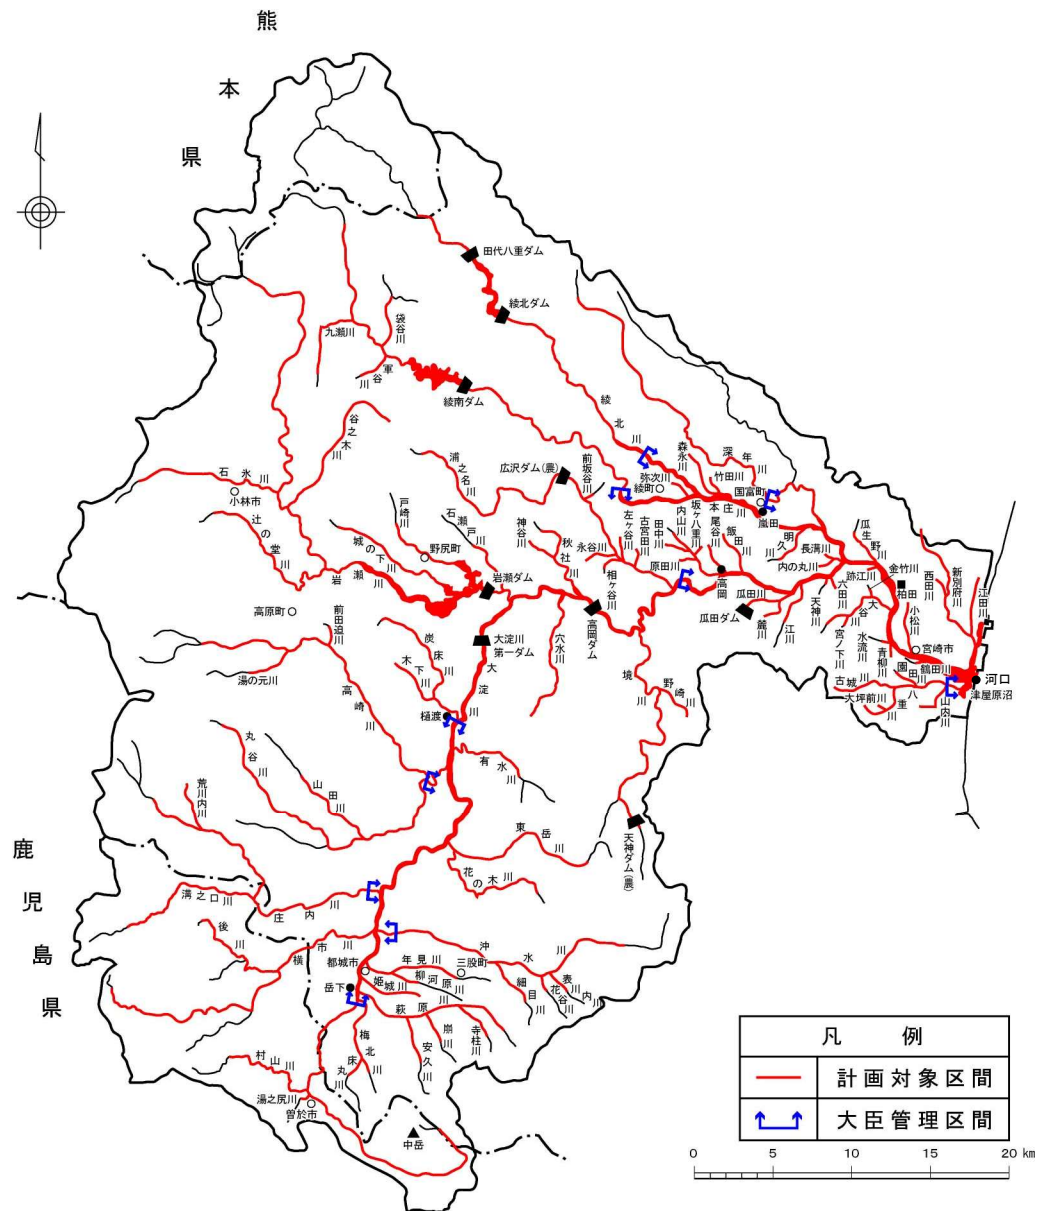 熊本県
田代八重ダム
綾北ダム
袋谷川
九瀬川
軍谷川
綾南ダム
綾北川
谷之木川
浦之名川
広沢ダム(農)
前坂谷川
森永川
深年川
竹田川
弥次川
綾町
国富町
本庄川
嵐田
石氷川
小林市
辻の堂川
戸崎川
石瀬戸川
城の下川
野尻町
岩瀬川
岩瀬ダム
神谷川
秋社川
永谷川
左ヶ谷川
古宮田川
田中川
内山川
坂ヶ八重川
尾谷川
飯田川
明久川
長溝川
内の丸川
原田川
相ヶ谷川
高岡
瓜田川
瓜田ダム
麓川
江川
天神川
六田川
瓜生野川
跡江川
金竹川
柏田
西田川
新別府川
江田川
大谷川
宮ノ下川
水流川
小松川
宮崎市
青柳川
園田川
鶴田川
古城川
大坪前川
八重川
山内川
河口
津屋原沼
高原町
前田迫川
湯の元川
高崎川
炭床川
木下川
大淀川第一ダム
大淀川
穴水川
高岡ダム
境川
野崎川
樋渡
有水川
丸谷川
山田川
荒川内川
東岳川
花の木川
天神ダム(農)
鹿児島県
溝之口川
庄内川
後川
横市川
都城市
岳下
年見川
三股町
姫城川
柳河原川
沖水川
細目川
花谷川
表川内川
萩原川
安久川
崩川
寺柱川
梅北川
床丸川
村山川
湯之尻川
曽於市
中岳
凡例
計画対象区間
大臣管理区間
0 5 10 15 20 km